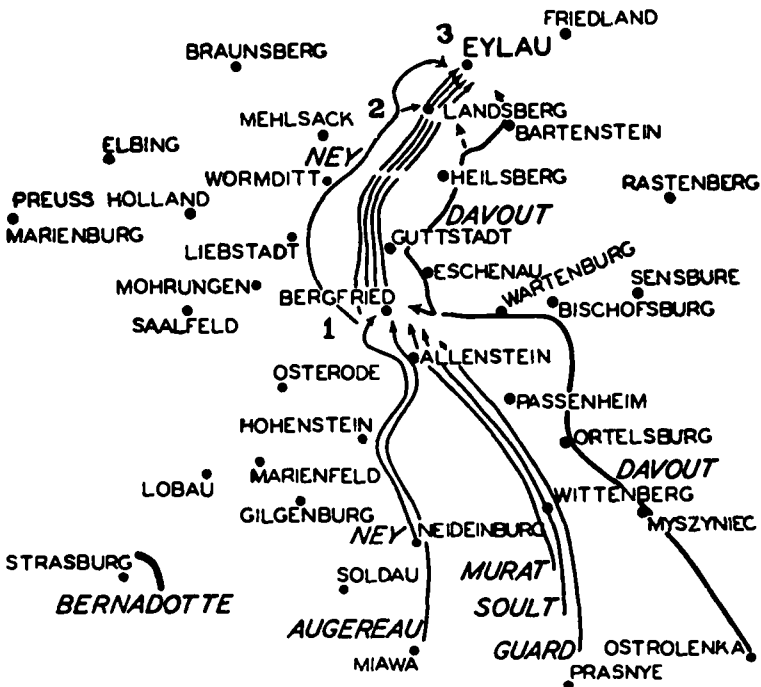 FRIEDLAND
3
EYLAU
BRAUNSBERG
2
LANDSBERG
MEHLSACK
BARTENSTEIN
ELBING
NEY
WORMDITT
HEILSBERG
RASTENBERG
PREUSS HOLLAND
DAVOUT
MARIENBURG
GUTTSTADT
LIEBSTADT
ESCHENAU
WARTENBURG
SENSBURE
MOHRUNGEN
BERGFRIED
BISCHOFSBURG
SAALFELD
1
ALLENSTEIN
OSTERODE
PASSENHEIM
HOHENSTEIN
ORTELSBURG
MARIENFELD
DAVOUT
LOBAU
WITTENBERG
GILGENBURG
MYSZYNIEC
NEY
NEIDEINBURG
STRASBURG
MURAT
SOLDAU
BERNADOTTE
SOULT
AUGEREAU
GUARD
OSTROLENKA
MIAWA
PRASNYE